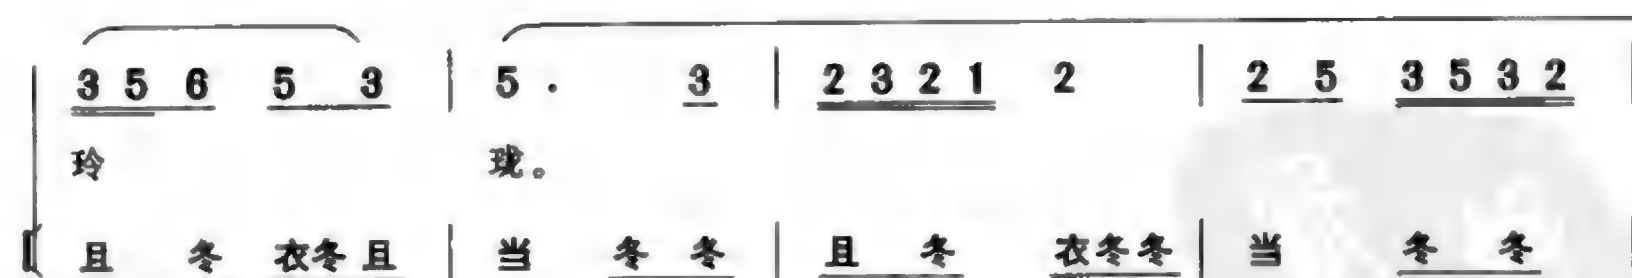 3 5 6 5 3 | 5 · 3 | 2 3 2 1 2 | 2 5 3 5 3 2
玲 珑。
且 冬 衣冬且 | 当 冬 冬 | 且 冬 衣冬冬 | 当 冬 冬